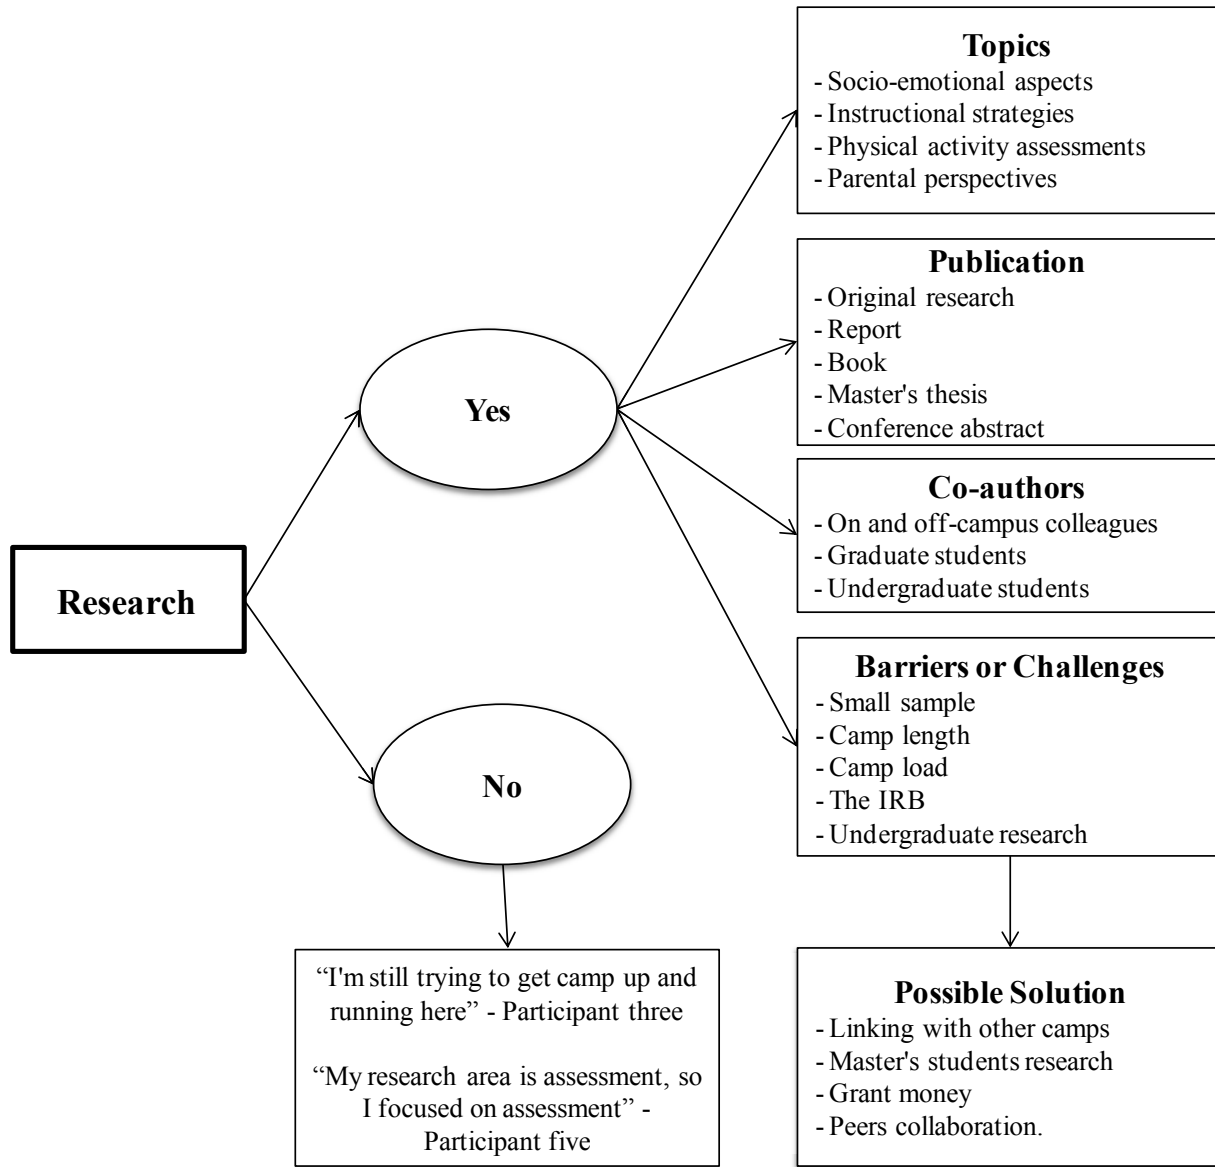 Topics
- Socio-emotional aspects
- Instructional strategies
- Physical activity assessments
- Parental perspectives
Publication
- Original research
- Report
- Book
- Master's thesis
- Conference abstract
Yes
Co-authors
- On and off-campus colleagues
- Graduate students
- Undergraduate students
Research
Barriers or Challenges
- Small sample
- Camp length
- Camp load
- The IRB
- Undergraduate research
No
“I'm still trying to get camp up and
running here” - Participant three
“My research area is assessment, so
I focused on assessment” -
Participant five
Possible Solution
- Linking with other camps
- Master's students research
- Grant money
- Peers collaboration.